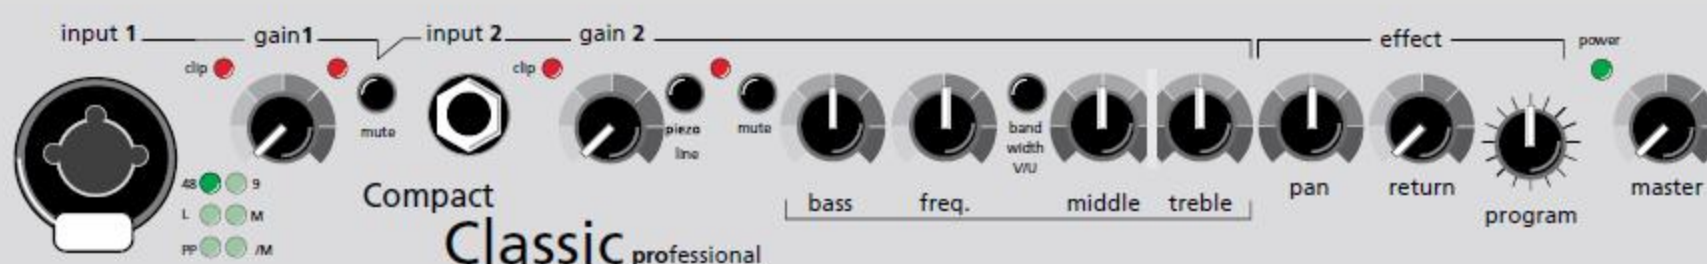 input 1
gain1
input 2
gain 2
effect
power
clip
clip
mute
piezo
line
mute
band
width
V/U
48
9
L
M
PP
/M
Compact
Classic professional
bass
freq.
middle
treble
pan
return
program
master